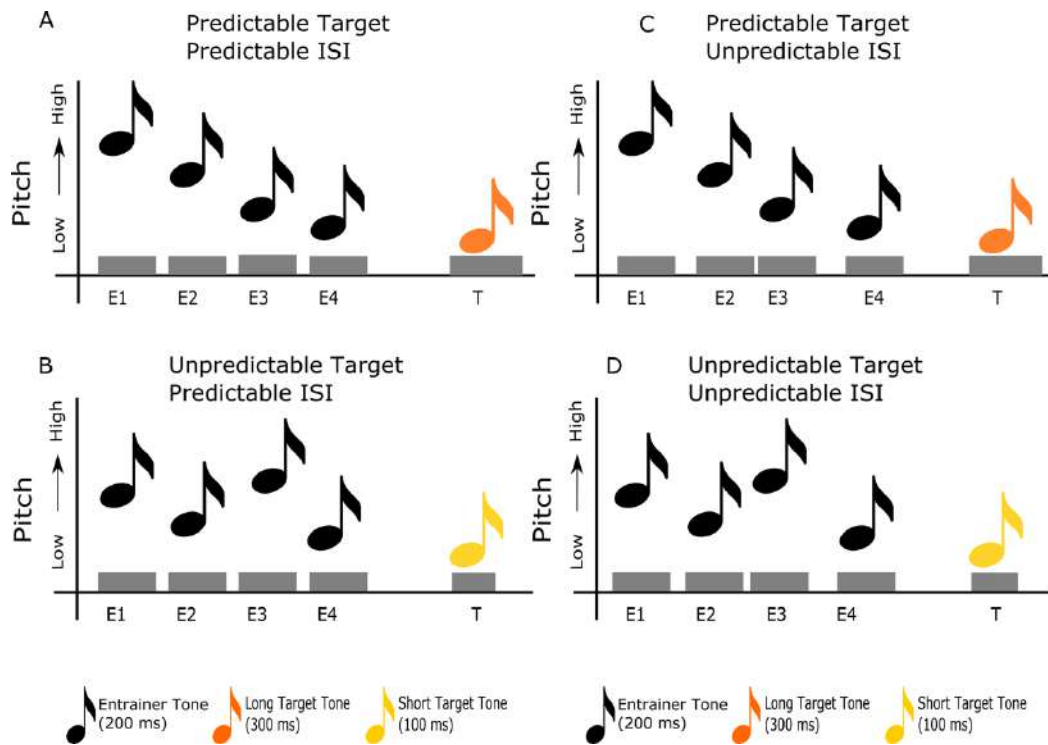 A
Predictable Target
Predictable ISI
High
Low
Pitch
E1 E2 E3 E4 T
C
Predictable Target
Unpredictable ISI
High
Low
Pitch
E1 E2 E3 E4 T
B
Unpredictable Target
Predictable ISI
High
Low
Pitch
E1 E2 E3 E4 T
D
Unpredictable Target
Unpredictable ISI
High
Low
Pitch
E1 E2 E3 E4 T
Entrainer Tone
(200 ms)
Long Target Tone
(300 ms)
Short Target Tone
(100 ms)
Entrainer Tone
(200 ms)
Long Target Tone
(300 ms)
Short Target Tone
(100 ms)